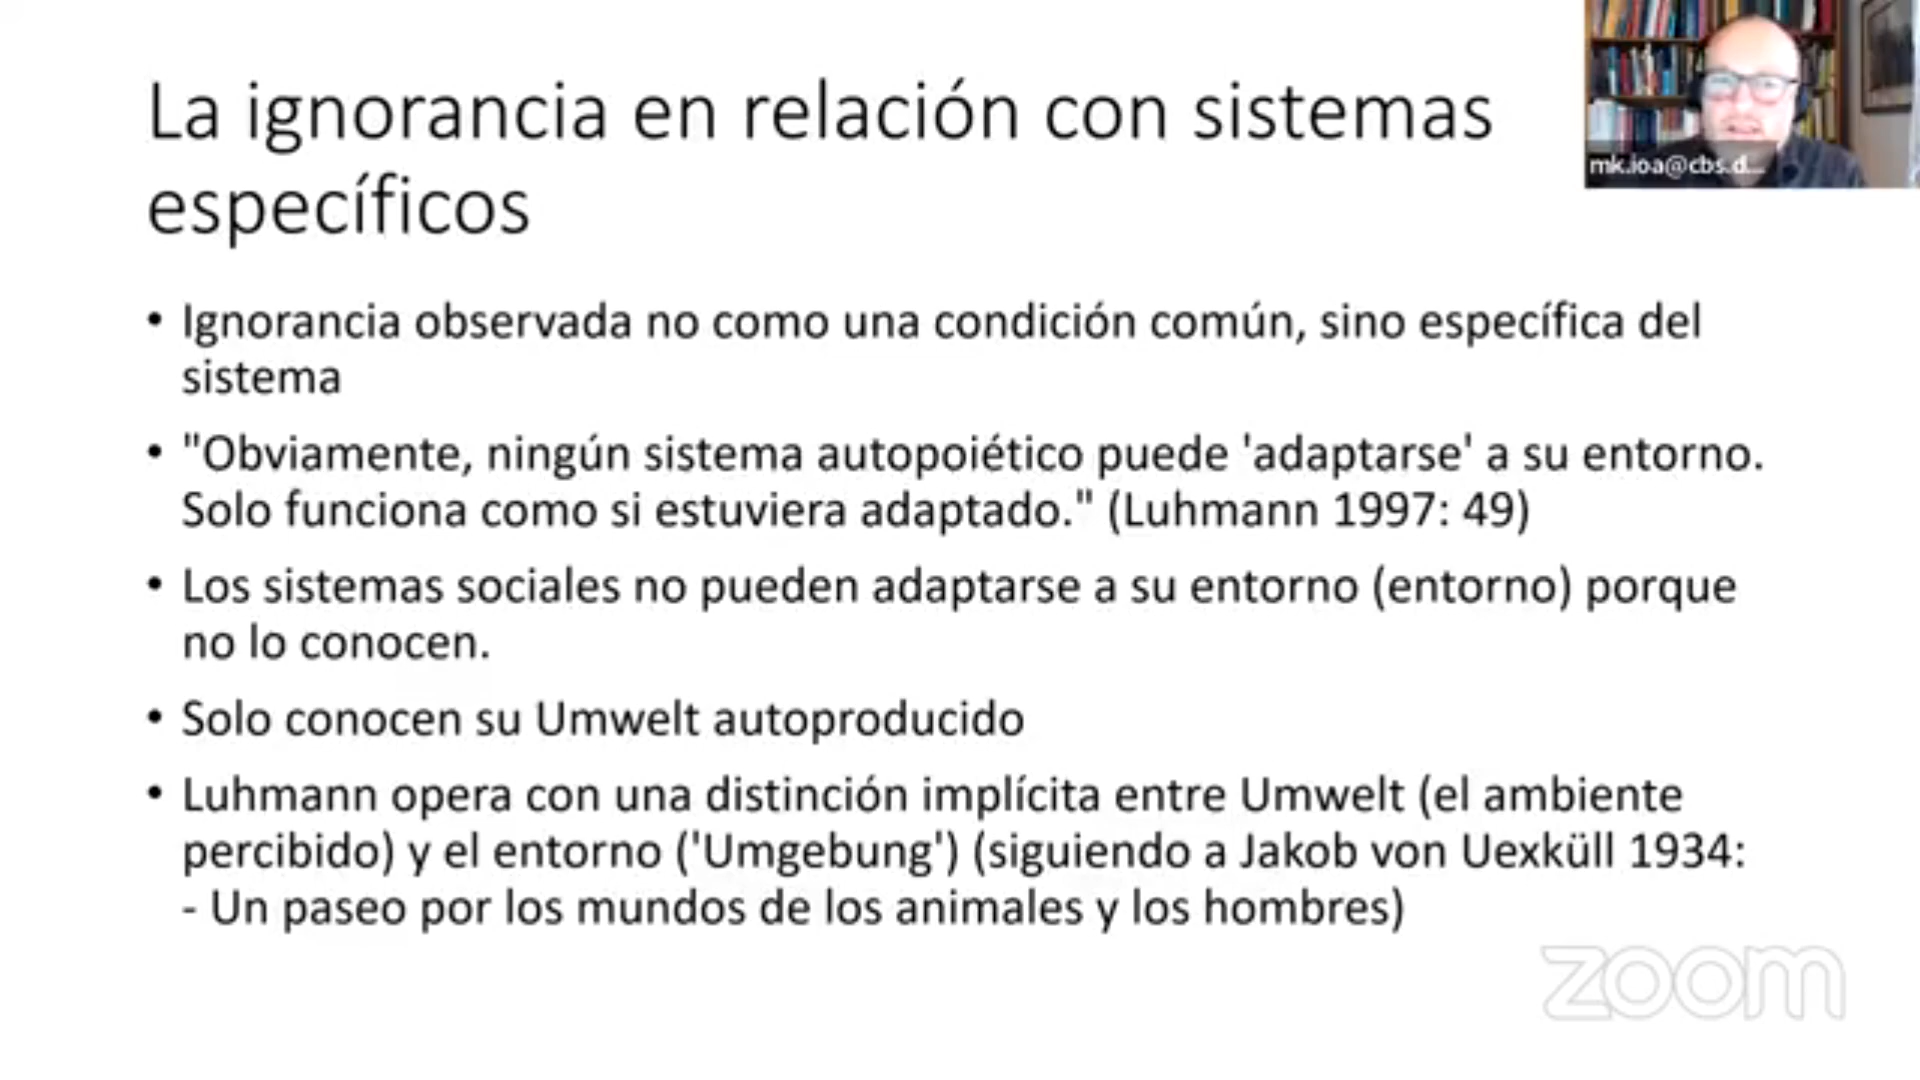 La ignorancia en relación con sistemas
específicos
mk.ioa@cbs.d...
• Ignorancia observada no como una condición común, sino específica del
sistema
• "Obviamente, ningún sistema autopoiético puede 'adaptarse' a su entorno.
Solo funciona como si estuviera adaptado." (Luhmann 1997: 49)
• Los sistemas sociales no pueden adaptarse a su entorno (entorno) porque
no lo conocen.
• Solo conocen su Umwelt autoproducido
• Luhmann opera con una distinción implícita entre Umwelt (el ambiente
percibido) y el entorno ('Umgebung') (siguiendo a Jakob von Uexküll 1934:
- Un paseo por los mundos de los animales y los hombres)
zoom